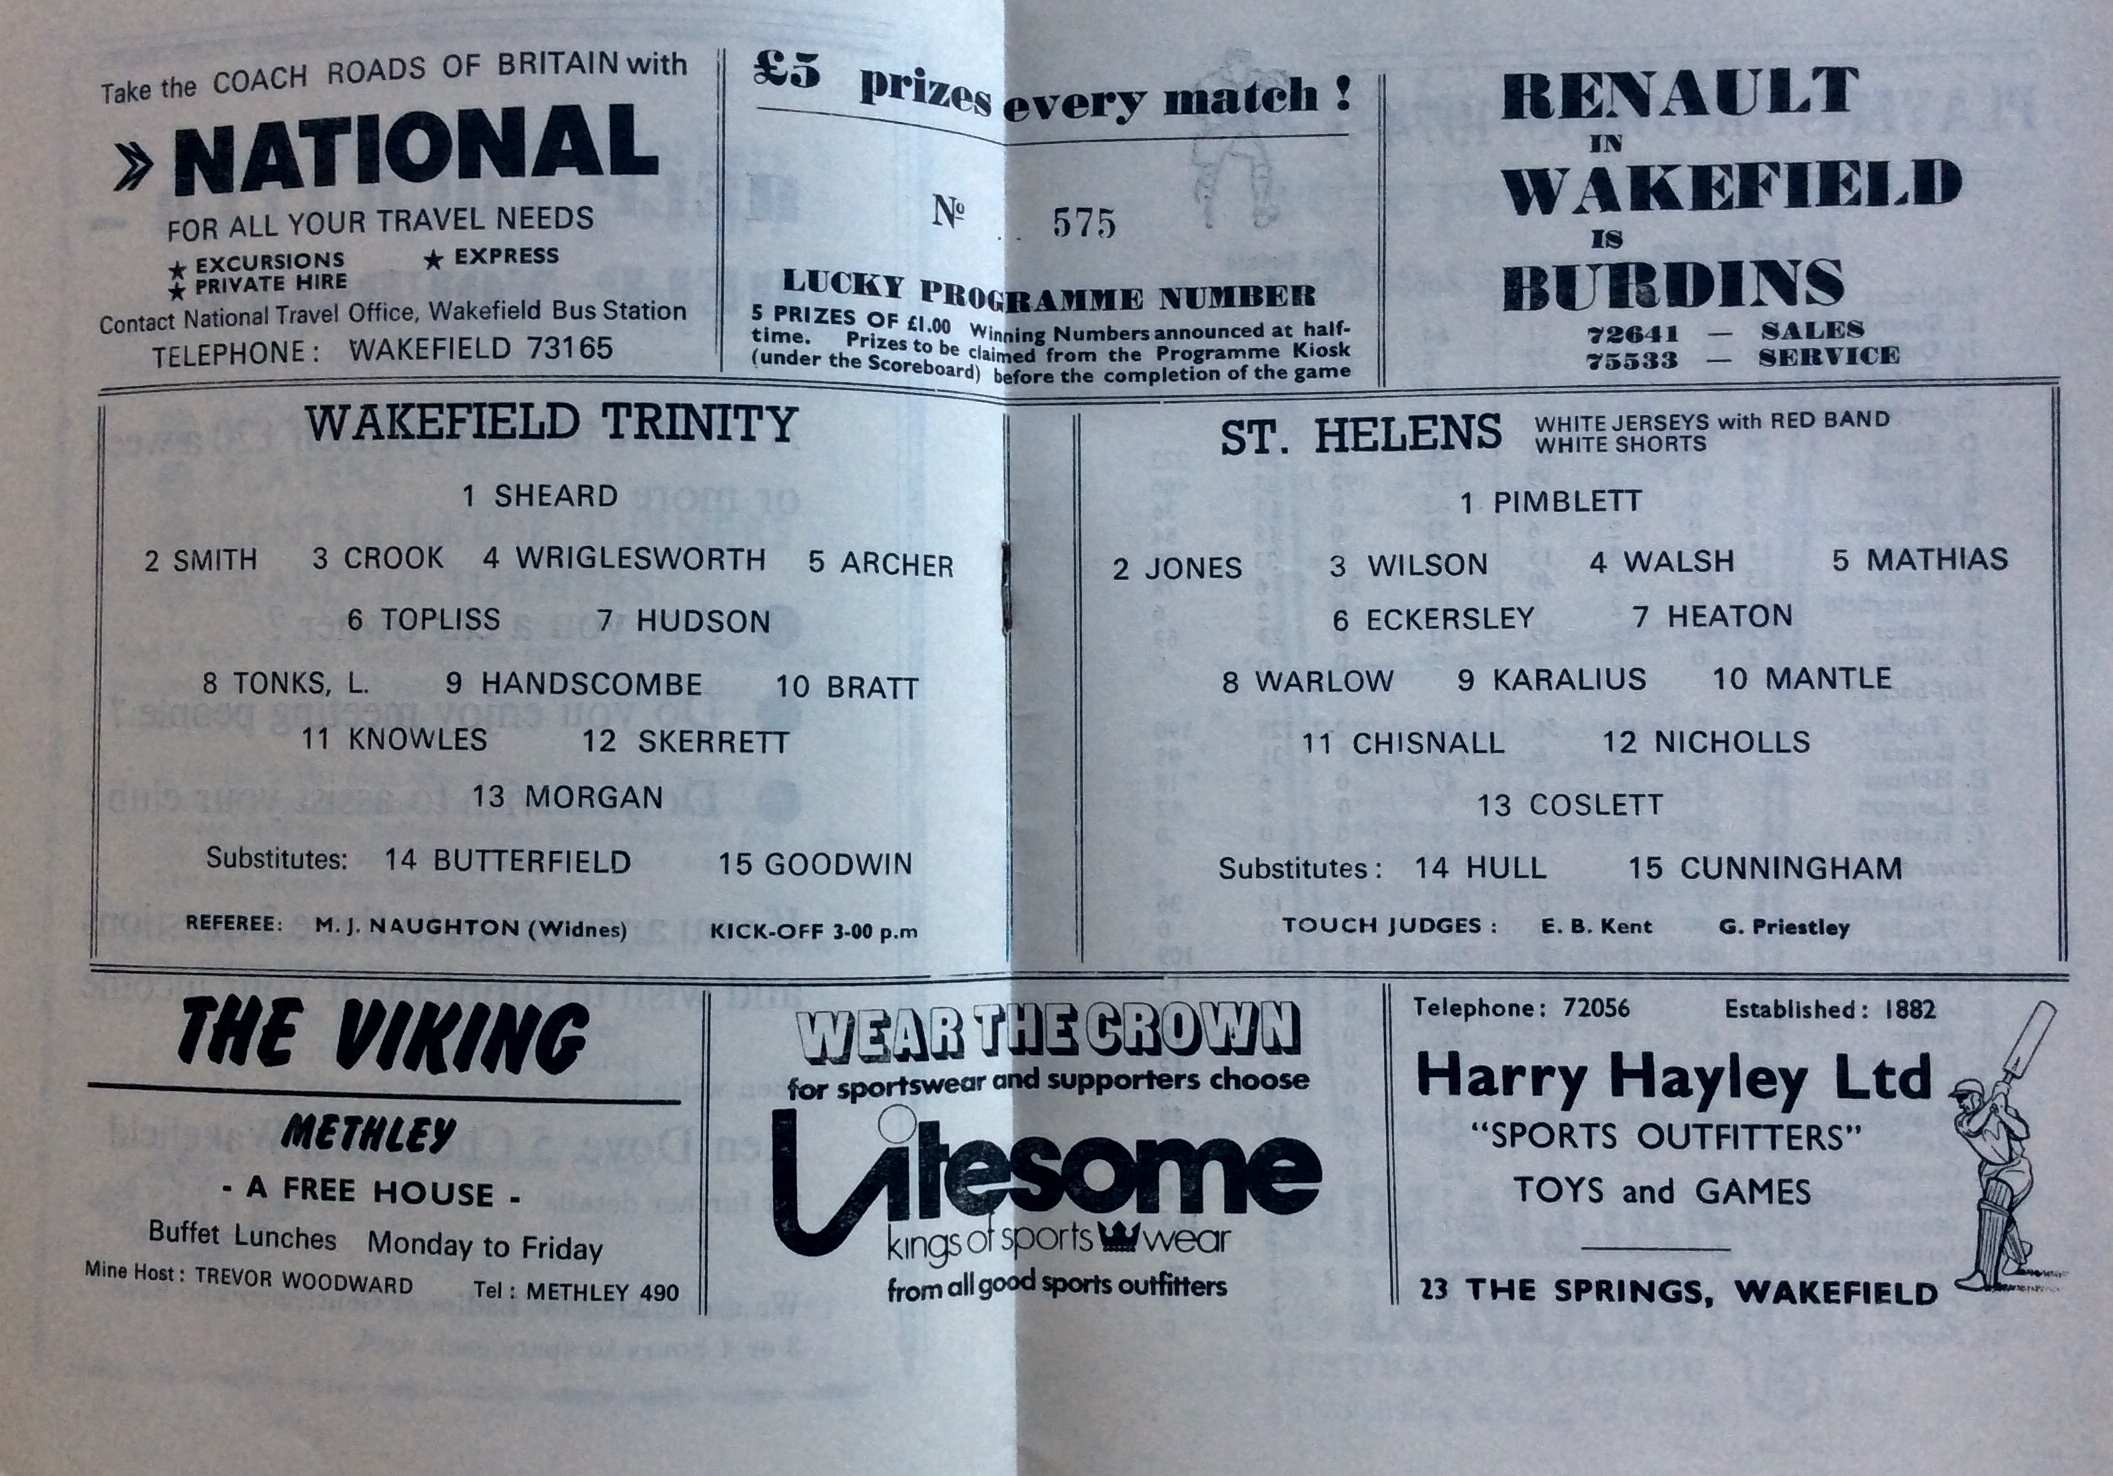 Take the COACH ROADS OF BRITAIN with
» NATIONAL
FOR ALL YOUR TRAVEL NEEDS
★ EXCURSIONS ★ EXPRESS
★ PRIVATE HIRE
Contact National Travel Office, Wakefield Bus Station
TELEPHONE: WAKEFIELD 73165
£5 prizes every match!
Nº 575
LUCKY PROGRAMME NUMBER
5 PRIZES OF £1.00 Winning Numbers announced at half-
time. Prizes to be claimed from the Programme Kiosk
(under the Scoreboard) before the completion of the game
RENAULT
IN
WAKEFIELD
IS
BURDINS
72641 — SALES
75533 — SERVICE
WAKEFIELD TRINITY
1 SHEARD
2 SMITH 3 CROOK 4 WRIGLESWORTH 5 ARCHER
6 TOPLISS 7 HUDSON
8 TONKS, L. 9 HANDSCOMBE 10 BRATT
11 KNOWLES 12 SKERRETT
13 MORGAN
Substitutes: 14 BUTTERFIELD 15 GOODWIN
REFEREE: M. J. NAUGHTON (Widnes) KICK-OFF 3-00 p.m
ST. HELENS WHITE JERSEYS with RED BAND
WHITE SHORTS
1 PIMBLETT
2 JONES 3 WILSON 4 WALSH 5 MATHIAS
6 ECKERSLEY 7 HEATON
8 WARLOW 9 KARALIUS 10 MANTLE
11 CHISNALL 12 NICHOLLS
13 COSLETT
Substitutes: 14 HULL 15 CUNNINGHAM
TOUCH JUDGES: E. B. Kent G. Priestley
THE VIKING
METHLEY
- A FREE HOUSE -
Buffet Lunches Monday to Friday
Mine Host: TREVOR WOODWARD Tel: METHLEY 490
WEAR THE CROWN
for sportswear and supporters choose
Litesome
kings of sports wear
from all good sports outfitters
Telephone: 72056 Established: 1882
Harry Hayley Ltd
"SPORTS OUTFITTERS"
TOYS and GAMES
23 THE SPRINGS, WAKEFIELD